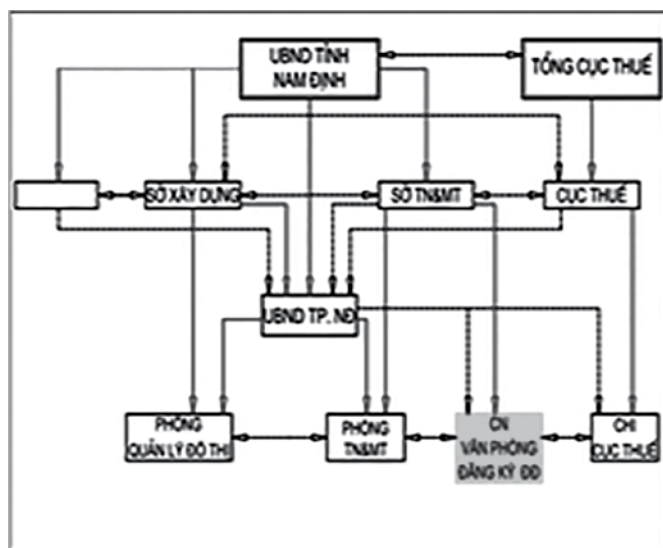 UBND TỈNH
NAM ĐỊNH
TỔNG CỤC THUẾ
SỞ XÂY DỰNG
SỞ TN&MT
CỤC THUẾ
UBND TP. NĐ
PHÒNG
QUẢN LÝ ĐÔ THỊ
PHÒNG
TN&MT
CN
VĂN PHÒNG
ĐĂNG KÝ ĐĐ
CHI
CỤC THUẾ